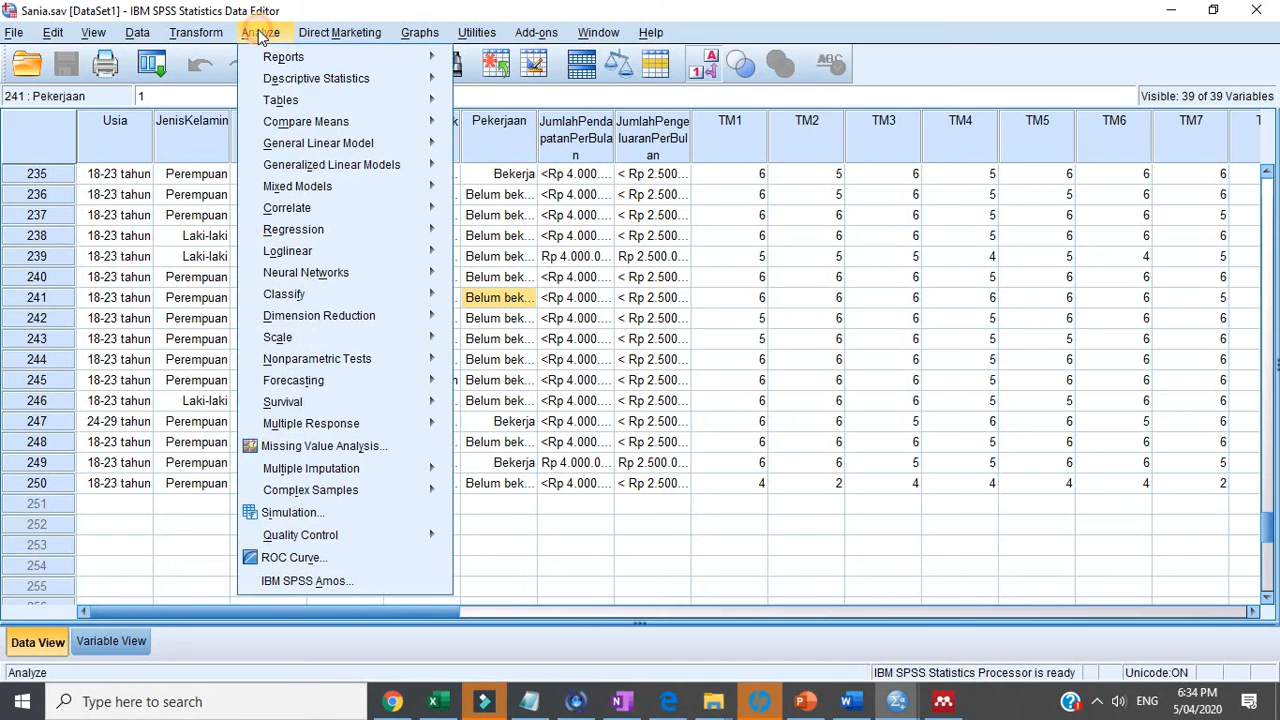 Sania.sav [DataSet1] - IBM SPSS Statistics Data Editor
File Edit View Data Transform Analyze Direct Marketing Graphs Utilities Add-ons Window Help
241 : Pekerjaan 1 Visible: 39 of 39 Variables
Usia JenisKelamin Pekerjaan JumlahPendapatanPerBulan JumlahPengeluaranPerBulan TM1 TM2 TM3 TM4 TM5 TM6 TM7
Reports
Descriptive Statistics
Tables
Compare Means
General Linear Model
Generalized Linear Models
Mixed Models
Correlate
Regression
Loglinear
Neural Networks
Classify
Dimension Reduction
Scale
Nonparametric Tests
Forecasting
Survival
Multiple Response
Missing Value Analysis...
Multiple Imputation
Complex Samples
Simulation...
Quality Control
ROC Curve...
IBM SPSS Amos...
235 18-23 tahun Perempuan Bekerja <Rp 4.000.... < Rp 2.500... 6 5 6 5 5 6 6
236 18-23 tahun Perempuan Belum bek... <Rp 4.000.... < Rp 2.500... 6 5 6 6 6 6 6
237 18-23 tahun Perempuan Belum bek... <Rp 4.000.... < Rp 2.500... 6 5 6 5 6 6 5
238 18-23 tahun Laki-laki Belum bek... <Rp 4.000.... < Rp 2.500... 6 6 6 5 6 6 6
239 18-23 tahun Laki-laki Belum bek... Rp 4.000.0... Rp 2.500.0... 6 5 5 4 5 4 5
240 18-23 tahun Perempuan Belum bek... <Rp 4.000.... < Rp 2.500... 6 6 6 6 6 6 6
241 18-23 tahun Perempuan Belum bek... <Rp 4.000.... < Rp 2.500... 6 6 6 6 6 6 5
242 18-23 tahun Perempuan Belum bek... <Rp 4.000.... < Rp 2.500... 5 6 6 6 6 6 6
243 18-23 tahun Perempuan Belum bek... <Rp 4.000.... < Rp 2.500... 5 6 6 6 6 6 6
244 18-23 tahun Perempuan Belum bek... <Rp 4.000.... < Rp 2.500... 6 6 6 6 6 6 6
245 18-23 tahun Perempuan Belum bek... <Rp 4.000.... < Rp 2.500... 6 6 6 6 6 6 6
246 18-23 tahun Laki-laki Belum bek... <Rp 4.000.... < Rp 2.500... 6 6 6 5 5 6 6
247 24-29 tahun Perempuan Bekerja <Rp 4.000.... < Rp 2.500... 6 6 6 6 6 6 6
248 18-23 tahun Perempuan Belum bek... <Rp 4.000.... < Rp 2.500... 6 6 6 6 6 6 6
249 18-23 tahun Perempuan Bekerja Rp 4.000.0... < Rp 2.500... 6 6 6 5 6 6 5
250 18-23 tahun Perempuan Belum bek... <Rp 4.000.... < Rp 2.500... 4 2 4 4 4 4 2
251
252
253
254
255
Data View Variable View
Analyze IBM SPSS Statistics Processor is ready Unicode:ON
Type here to search ENG 6:34 PM
5/04/2020